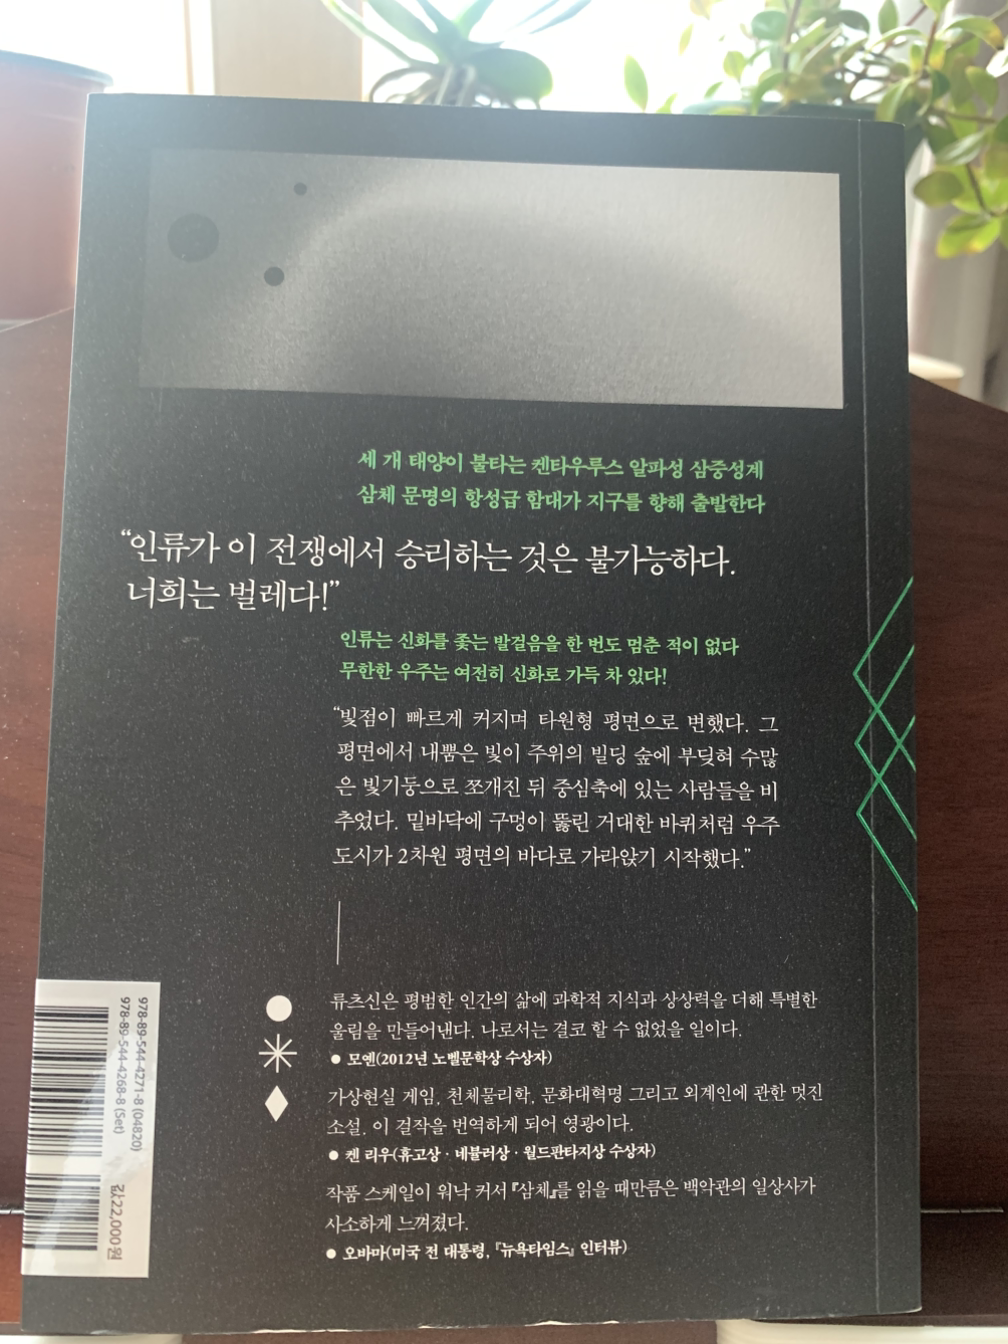 세 개 태양이 불타는 켄타우루스 알파성 삼중성계
삼체 문명의 항성급 함대가 지구를 향해 출발한다
“인류가 이 전쟁에서 승리하는 것은 불가능하다.
너희는 벌레다!”
인류는 신화를 좇는 발걸음을 한 번도 멈춘 적이 없다
무한한 우주는 여전히 신화로 가득 차 있다!
“빛점이 빠르게 커지며 타원형 평면으로 변했다. 그
평면에서 내뿜은 빛이 주위의 빌딩 숲에 부딪혀 수많
은 빛기둥으로 쪼개진 뒤 중심축에 있는 사람들을 비
추었다. 밑바닥에 구멍이 뚫린 거대한 바퀴처럼 우주
도시가 2차원 평면의 바다로 가라앉기 시작했다.”
류츠신은 평범한 인간의 삶에 과학적 지식과 상상력을 더해 특별한
울림을 만들어낸다. 나로서는 결코 할 수 없었을 일이다.
● 모옌(2012년 노벨문학상 수상자)
가상현실 게임, 천체물리학, 문화대혁명 그리고 외계인에 관한 멋진
소설. 이 걸작을 번역하게 되어 영광이다.
● 켄 리우(휴고상 · 네뷸러상 · 월드판타지상 수상자)
작품 스케일이 워낙 커서 『삼체』를 읽을 때만큼은 백악관의 일상사가
사소하게 느껴졌다.
● 오바마(미국 전 대통령, 『뉴욕타임스』 인터뷰)
978-89-544-4271-8 (04820)
978-89-544-4268-8 (Set)
값 22,000원